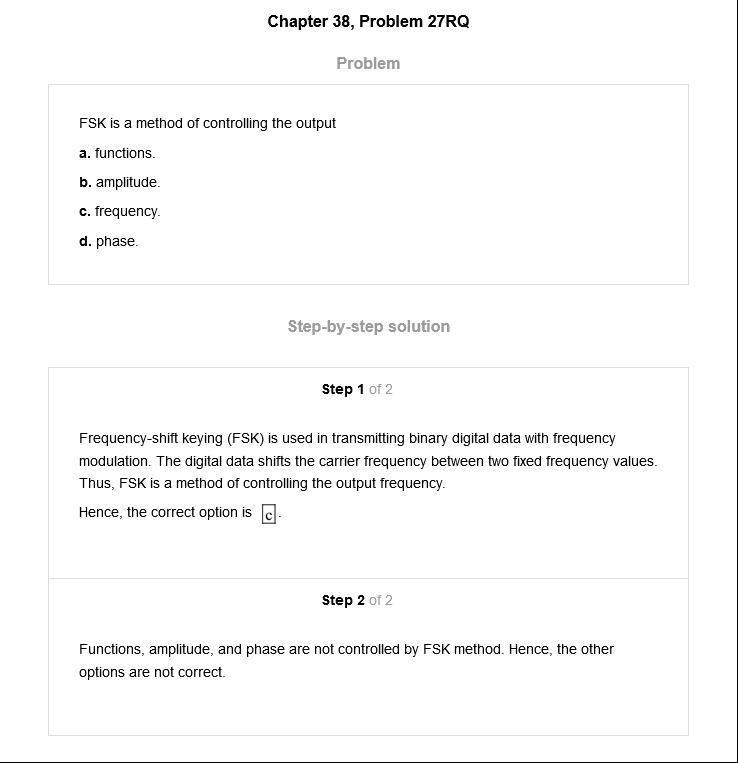 Chapter 38, Problem 27RQ
Problem
FSK is a method of controlling the output
a. functions.
b. amplitude.
c. frequency.
d. phase.
Step-by-step solution
Step 1 of 2
Frequency-shift keying (FSK) is used in transmitting binary digital data with frequency
modulation. The digital data shifts the carrier frequency between two fixed frequency values.
Thus, FSK is a method of controlling the output frequency.
Hence, the correct option is c.
Step 2 of 2
Functions, amplitude, and phase are not controlled by FSK method. Hence, the other
options are not correct.